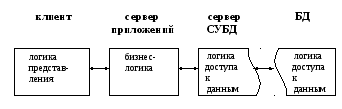 клиент
сервер
приложений
сервер
СУБД
БД
логика
представ-
ления
бизнес-
логика
логика
доступа
к
данным
логика
доступа
к
данным